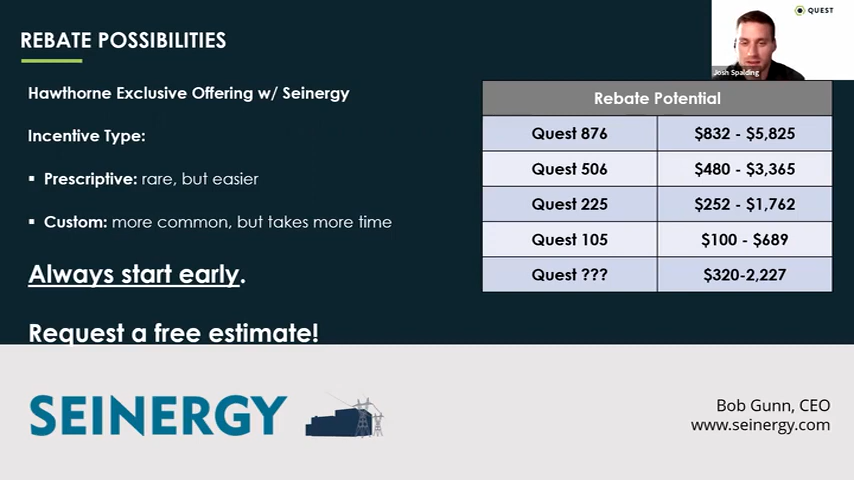 QUEST
Josh Spalding
REBATE POSSIBILITIES
Hawthorne Exclusive Offering w/ Seinergy
Incentive Type:
▪ Prescriptive: rare, but easier
▪ Custom: more common, but takes more time
Always start early.
Request a free estimate!
Rebate Potential
Quest 876 $832 - $5,825
Quest 506 $480 - $3,365
Quest 225 $252 - $1,762
Quest 105 $100 - $689
Quest ??? $320-2,227
SEINERGY
Bob Gunn, CEO
www.seinergy.com